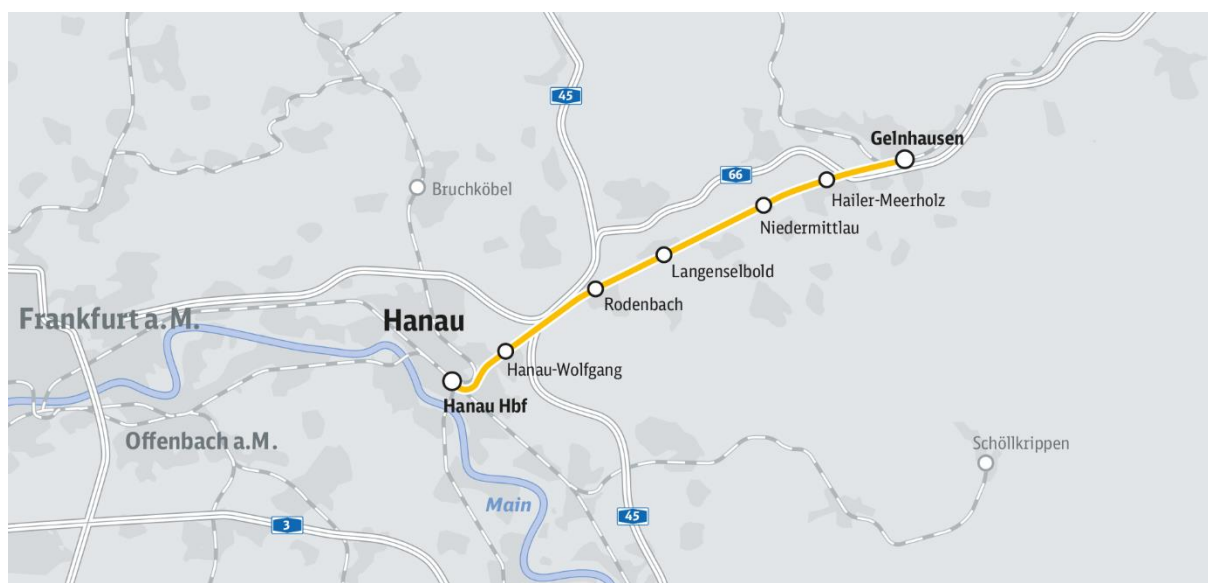 45
Gelnhausen
66
Bruchköbel
Hailer-Meerholz
Niedermittlau
Langenselbold
Rodenbach
Frankfurt a.M.
Hanau
Hanau-Wolfgang
Hanau Hbf
Offenbach a.M.
Schöllkrippen
Main
45
3